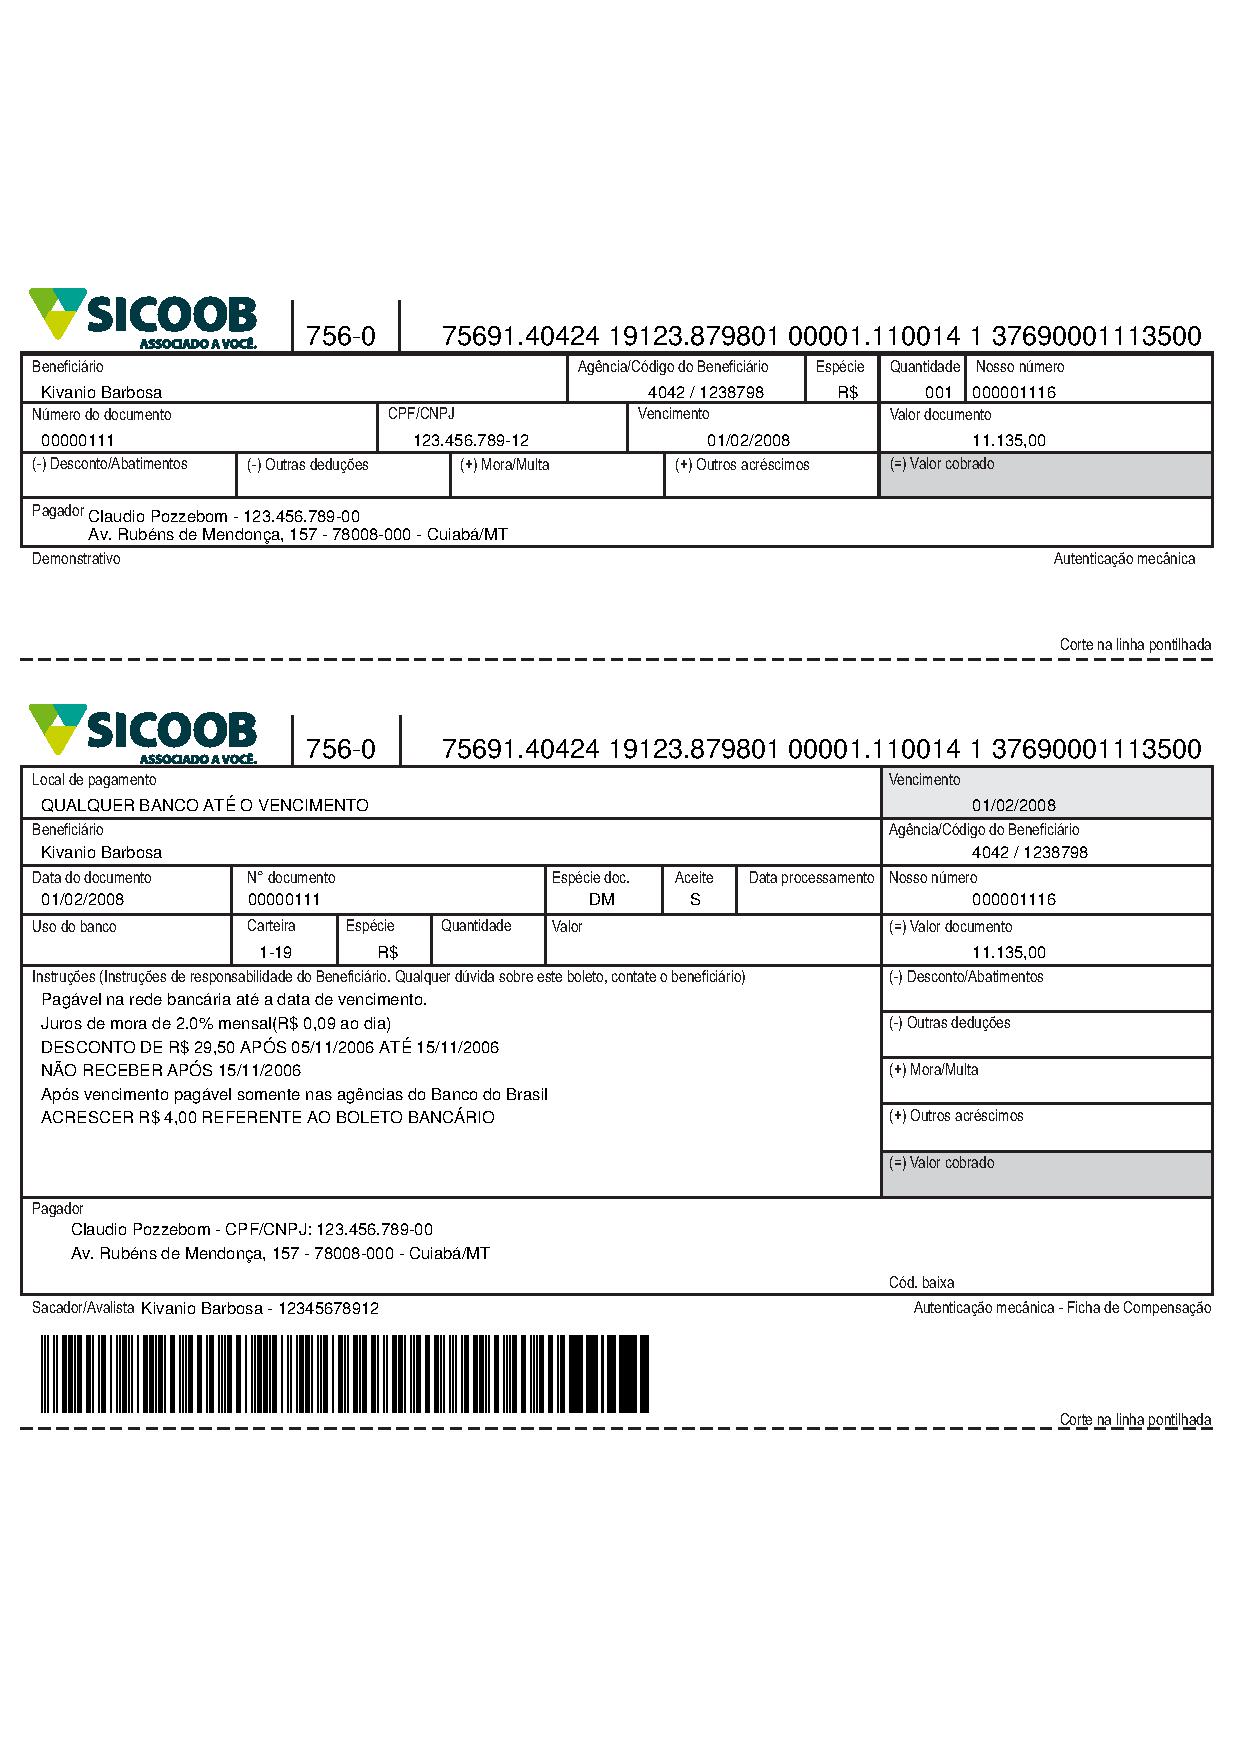 SICOOB
ASSOCIADO A VOCÊ.
756-0
75691.40424 19123.879801 00001.110014 1 37690001113500
Beneficiário Agência/Código do Beneficiário Espécie Quantidade Nosso número
Kivanio Barbosa 4042 / 1238798 R$ 001 000001116
Número do documento CPF/CNPJ Vencimento Valor documento
00000111 123.456.789-12 01/02/2008 11.135,00
(-) Desconto/Abatimentos (-) Outras deduções (+) Mora/Multa (+) Outros acréscimos (=) Valor cobrado
Pagador Claudio Pozzebom - 123.456.789-00
Av. Rubéns de Mendonça, 157 - 78008-000 - Cuiabá/MT
Demonstrativo Autenticação mecânica
Corte na linha pontilhada
SICOOB
ASSOCIADO A VOCÊ.
756-0
75691.40424 19123.879801 00001.110014 1 37690001113500
Local de pagamento Vencimento
QUALQUER BANCO ATÉ O VENCIMENTO 01/02/2008
Beneficiário Agência/Código do Beneficiário
Kivanio Barbosa 4042 / 1238798
Data do documento N° documento Espécie doc. Aceite Data processamento Nosso número
01/02/2008 00000111 DM S 000001116
Uso do banco Carteira Espécie Quantidade Valor (=) Valor documento
1-19 R$ 11.135,00
Instruções (Instruções de responsabilidade do Beneficiário. Qualquer dúvida sobre este boleto, contate o beneficiário) (-) Desconto/Abatimentos
Pagável na rede bancária até a data de vencimento.
Juros de mora de 2.0% mensal(R$ 0,09 ao dia) (-) Outras deduções
DESCONTO DE R$ 29,50 APÓS 05/11/2006 ATÉ 15/11/2006
NÃO RECEBER APÓS 15/11/2006 (+) Mora/Multa
Após vencimento pagável somente nas agências do Banco do Brasil
ACRESCER R$ 4,00 REFERENTE AO BOLETO BANCÁRIO (+) Outros acréscimos
(=) Valor cobrado
Pagador
Claudio Pozzebom - CPF/CNPJ: 123.456.789-00
Av. Rubéns de Mendonça, 157 - 78008-000 - Cuiabá/MT
Cód. baixa
Sacador/Avalista Kivanio Barbosa - 12345678912 Autenticação mecânica - Ficha de Compensação
Corte na linha pontilhada